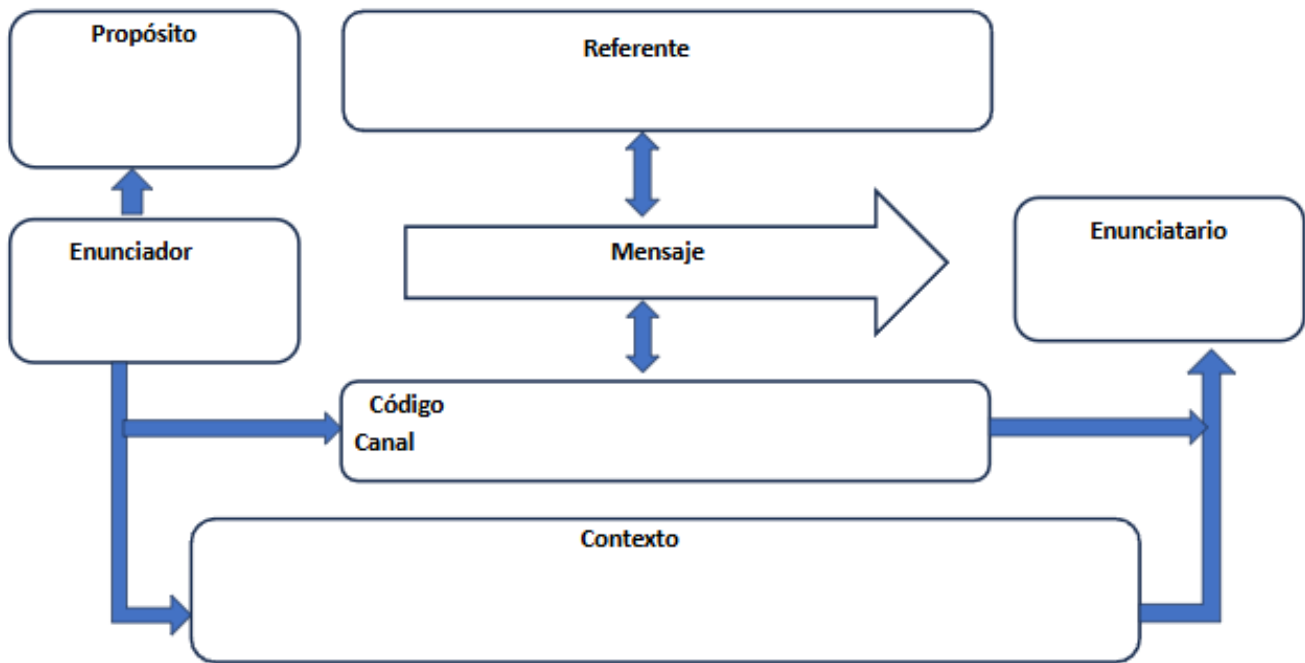 Propósito
Referente
Enunciador
Mensaje
Enunciatario
Código
Canal
Contexto